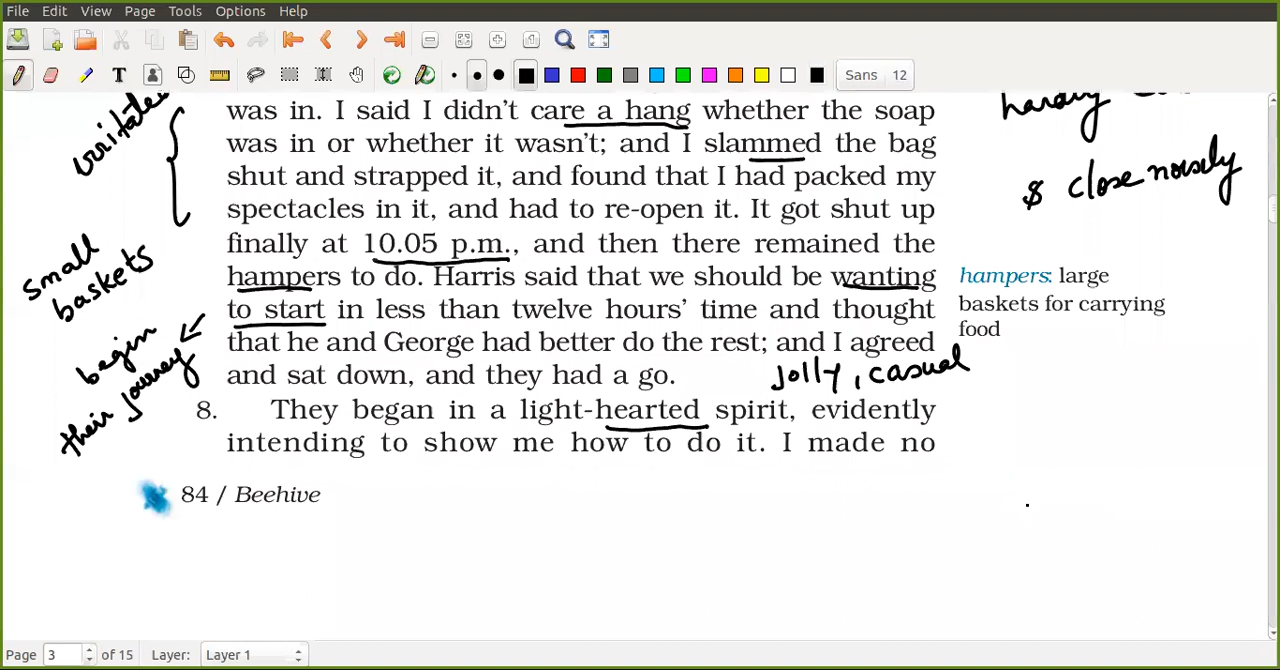 File Edit View Page Tools Options Help
T
Sans 12
was in. I said I didn't care a hang whether the soap
was in or whether it wasn't; and I slammed the bag
shut and strapped it, and found that I had packed my
spectacles in it, and had to re-open it. It got shut up
finally at 10.05 p.m., and then there remained the
hampers to do. Harris said that we should be wanting
to start in less than twelve hours' time and thought
that he and George had better do the rest; and I agreed
and sat down, and they had a go.
8. They began in a light-hearted spirit, evidently
intending to show me how to do it. I made no
84 / Beehive
small
baskets
begin
their journey
jolly, casual
close noisely
hampers: large
baskets for carrying
food
Page 3 of 15 Layer: Layer 1